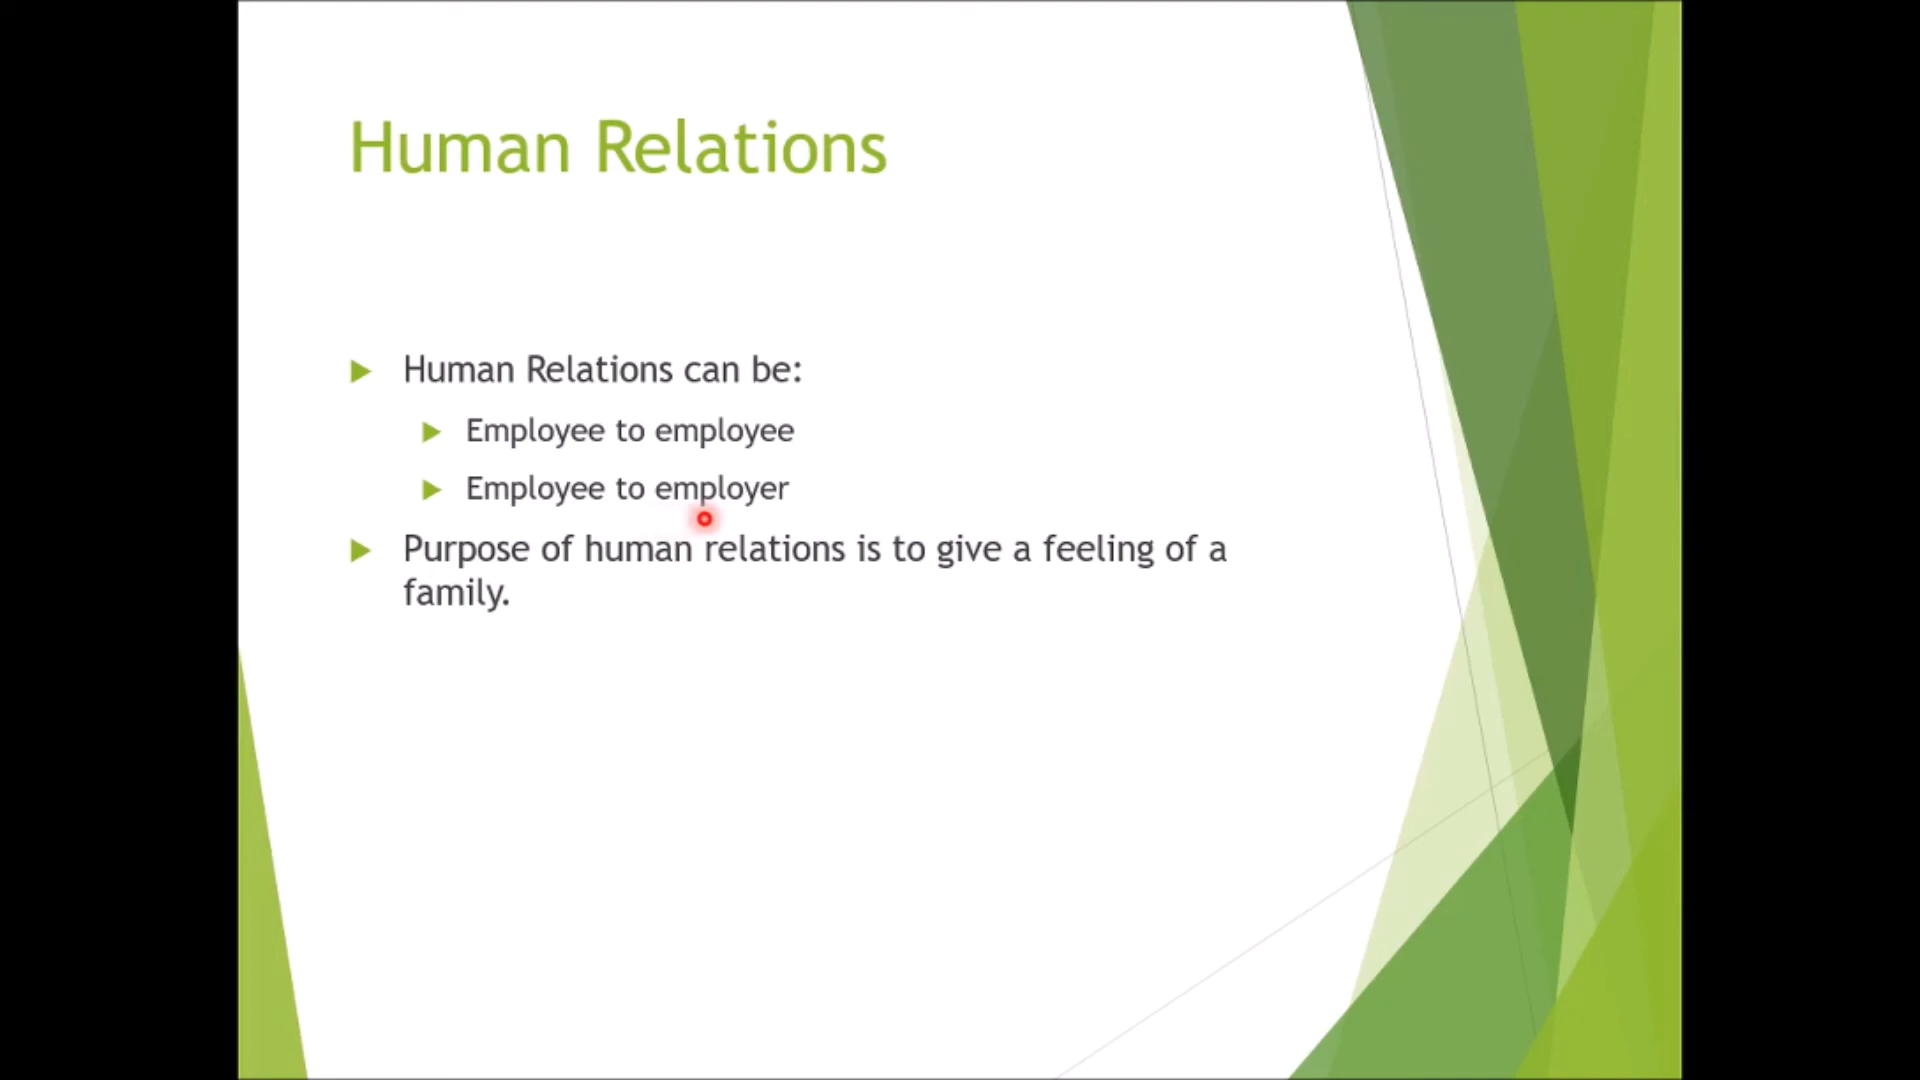 Human Relations
Human Relations can be:
Employee to employee
Employee to employer
Purpose of human relations is to give a feeling of a
family.